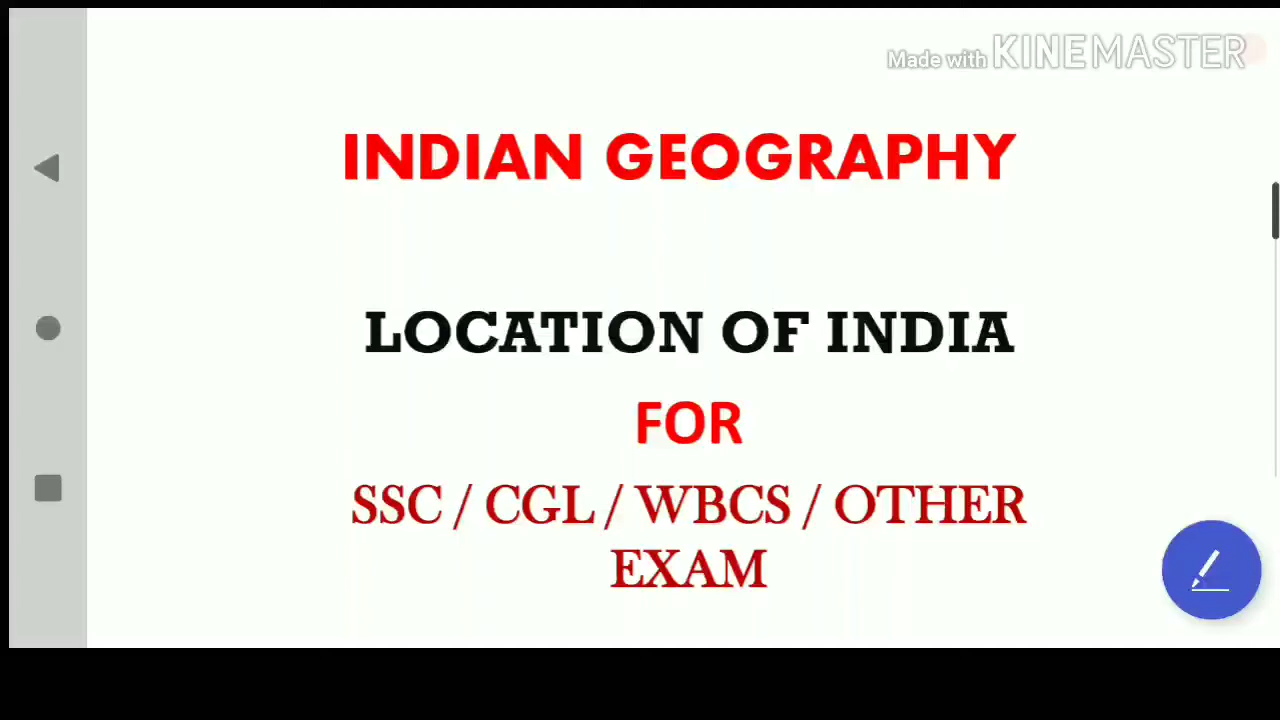 Made with KINEMASTER
INDIAN GEOGRAPHY
LOCATION OF INDIA
FOR
SSC / CGL / WBCS / OTHER
EXAM